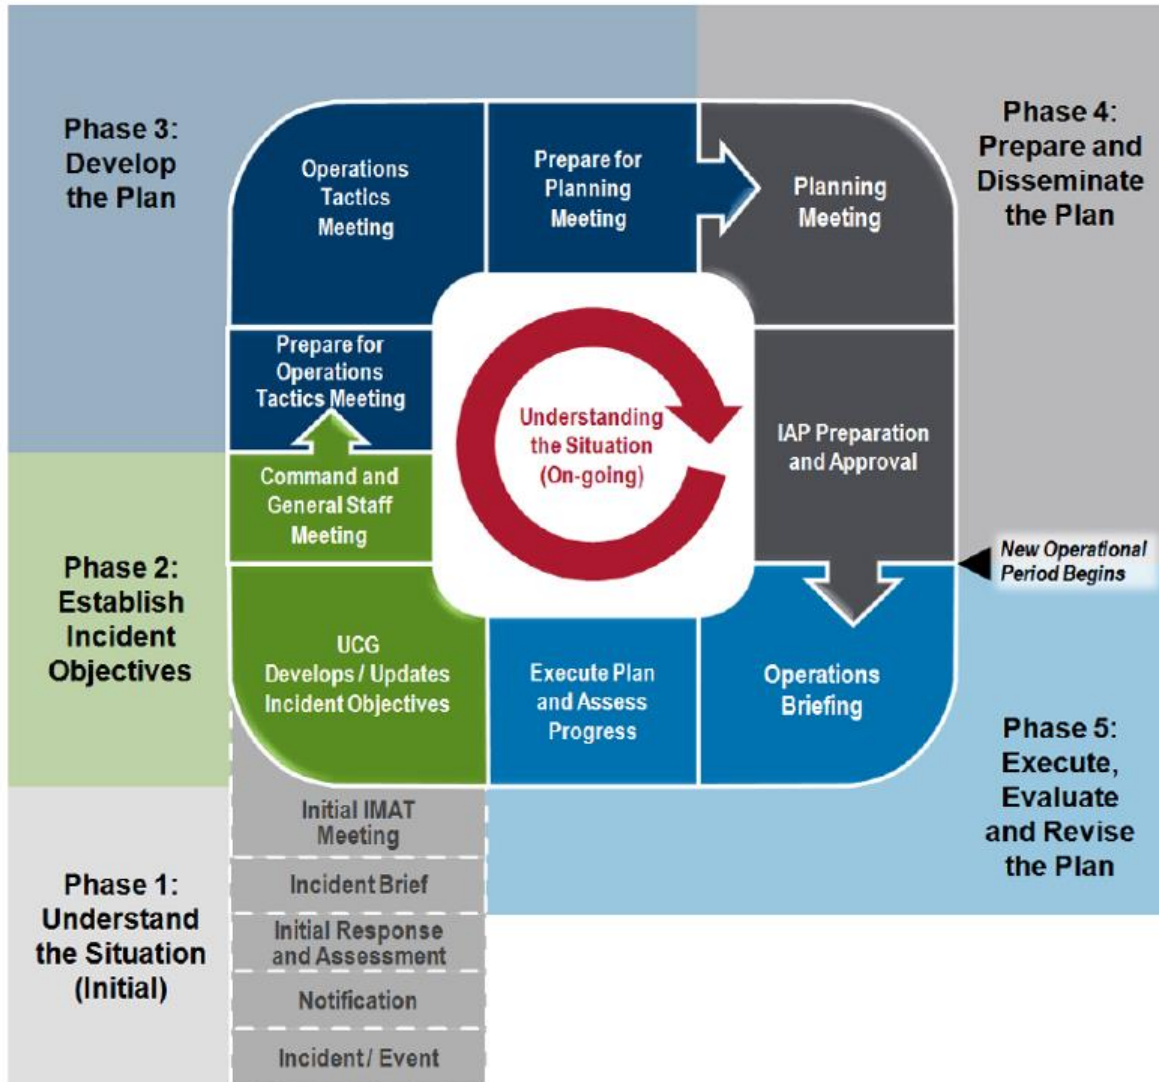 Phase 3:
Develop
the Plan
Operations
Tactics
Meeting
Prepare for
Planning
Meeting
Planning
Meeting
Phase 4:
Prepare and
Disseminate
the Plan
Prepare for
Operations
Tactics Meeting
Understanding
the Situation
(On-going)
IAP Preparation
and Approval
Command and
General Staff
Meeting
New Operational
Period Begins
Phase 2:
Establish
Incident
Objectives
UCG
Develops / Updates
Incident Objectives
Execute Plan
and Assess
Progress
Operations
Briefing
Phase 5:
Execute,
Evaluate
and Revise
the Plan
Phase 1:
Understand
the Situation
(Initial)
Initial IMAT
Meeting
Incident Brief
Initial Response
and Assessment
Notification
Incident / Event